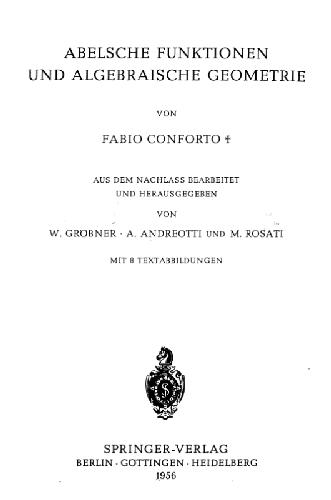 ABELSCHE FUNKTIONEN
UND ALGEBRAISCHE GEOMETRIE
VON
FABIO CONFORTO †
AUS DEM NACHLASS BEARBEITET
UND HERAUSGEGEBEN
VON
W. GRÖBNER · A. ANDREOTTI UND M. ROSATI
MIT 8 TEXTABBILDUNGEN
SPRINGER-VERLAG
BERLIN · GÖTTINGEN · HEIDELBERG
1956